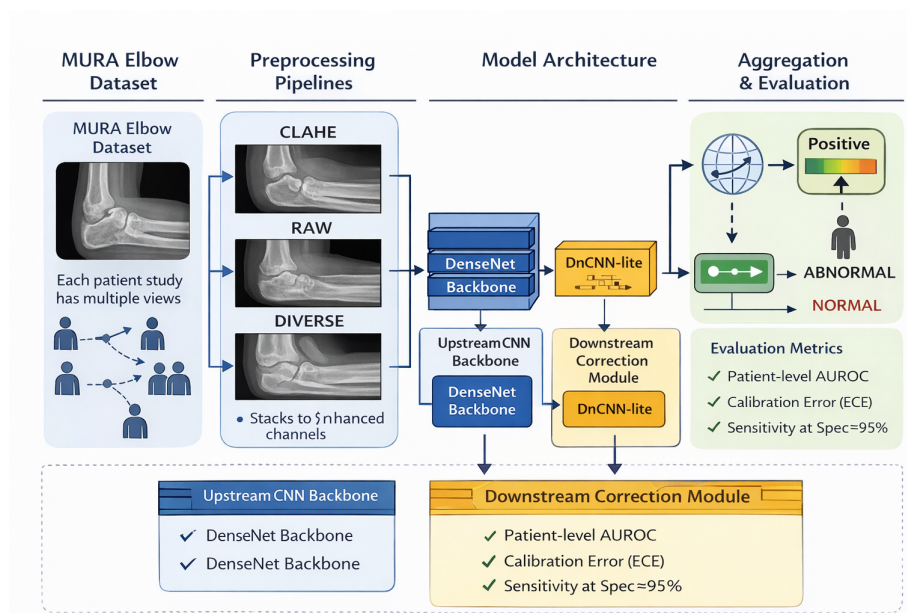 MURA Elbow
Dataset
Preprocessing
Pipelines
Model Architecture
Aggregation
& Evaluation
MURA Elbow
Dataset
Each patient study
has multiple views
CLAHE
RAW
DIVERSE
• Stacks to $nhanced
channels
DenseNet
Backbone
DnCNN-lite
Upstream CNN
Backbone
DenseNet
Backbone
Downstream
Correction
Module
DnCNN-lite
Positive
ABNORMAL
NORMAL
Evaluation Metrics
✓ Patient-level AUROC
✓ Calibration Error (ECE)
✓ Sensitivity at Spec≈95%
Upstream CNN Backbone
✓ DenseNet Backbone
✓ DenseNet Backbone
Downstream Correction Module
✓ Patient-level AUROC
✓ Calibration Error (ECE)
✓ Sensitivity at Spec≈95%